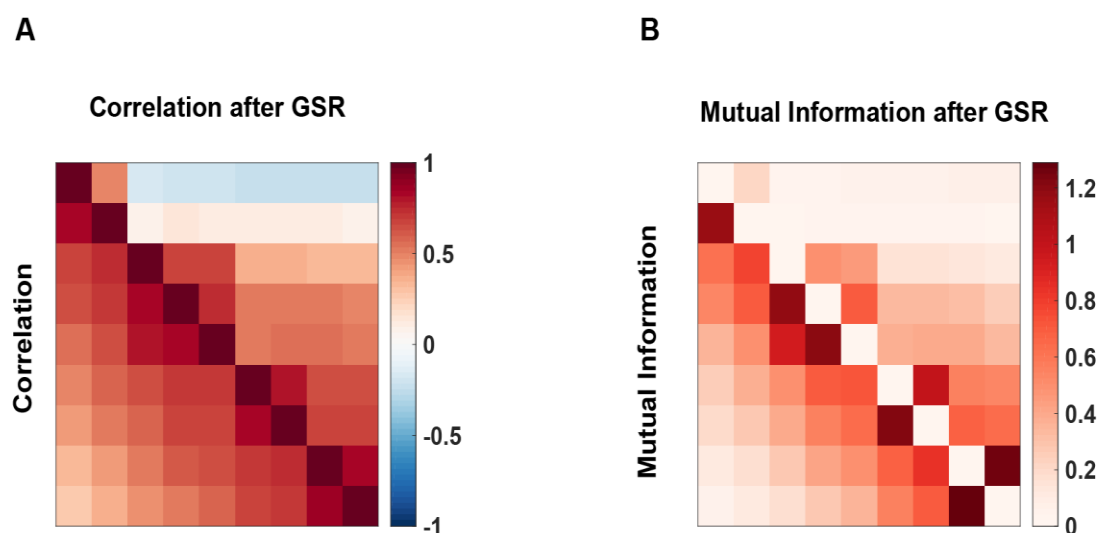 A
B
Correlation after GSR
Mutual Information after GSR
Correlation
1
0.5
0
-0.5
-1
Mutual Information
1.2
1
0.8
0.6
0.4
0.2
0